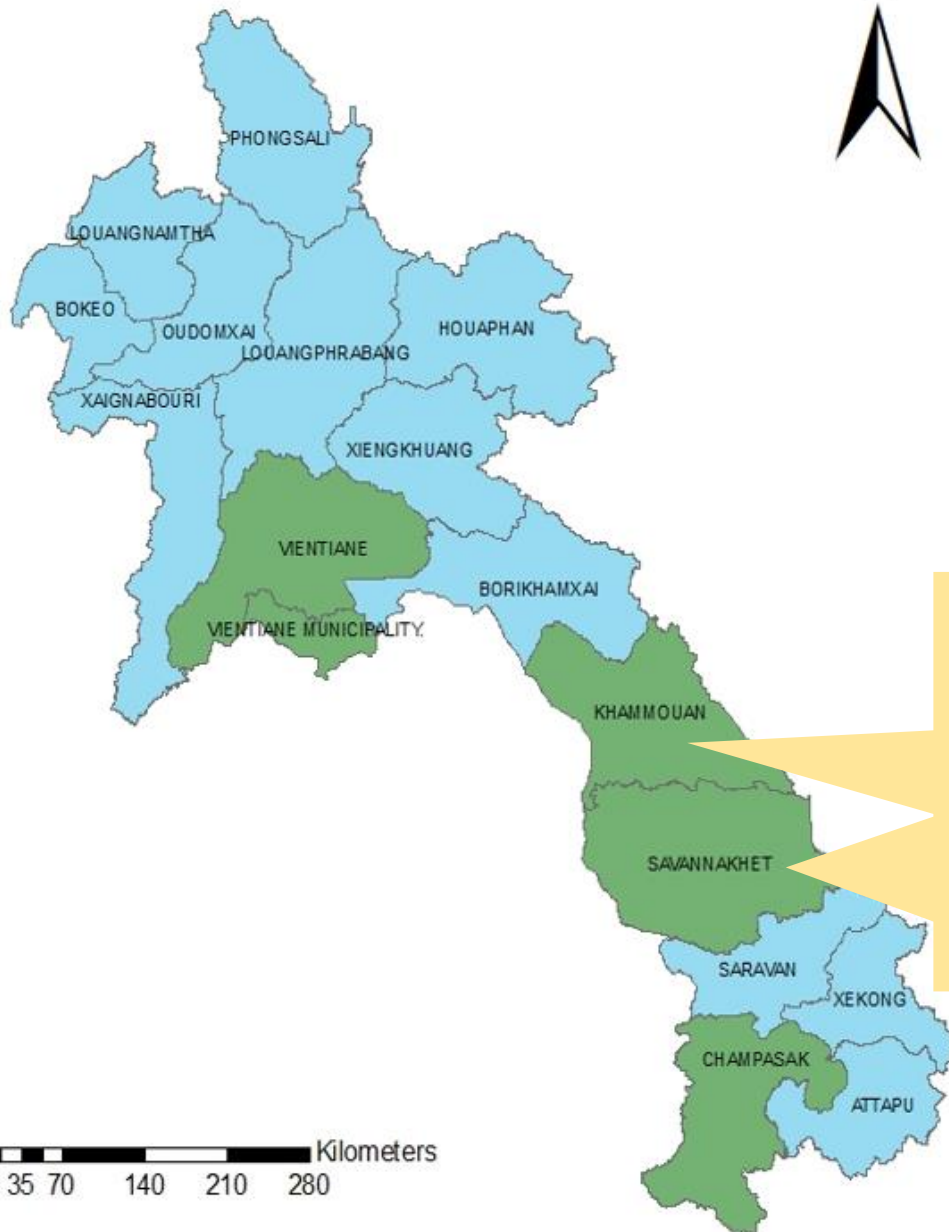 PHONGSALI
LOUANGNAMTHA
BOKEO
OUDOMXAI
LOUANGPHRABANG
HOUAPHAN
XAIGNABOURI
XIENGKHUANG
VIENTIANE
BORIKHAMXAI
VIENTIANE MUNICIPALITY.
KHAMMOUAN
SAVANNAKHET
SARAVAN
XEKONG
CHAMPASAK
ATTAPU
Kilometers
35 70 140 210 280